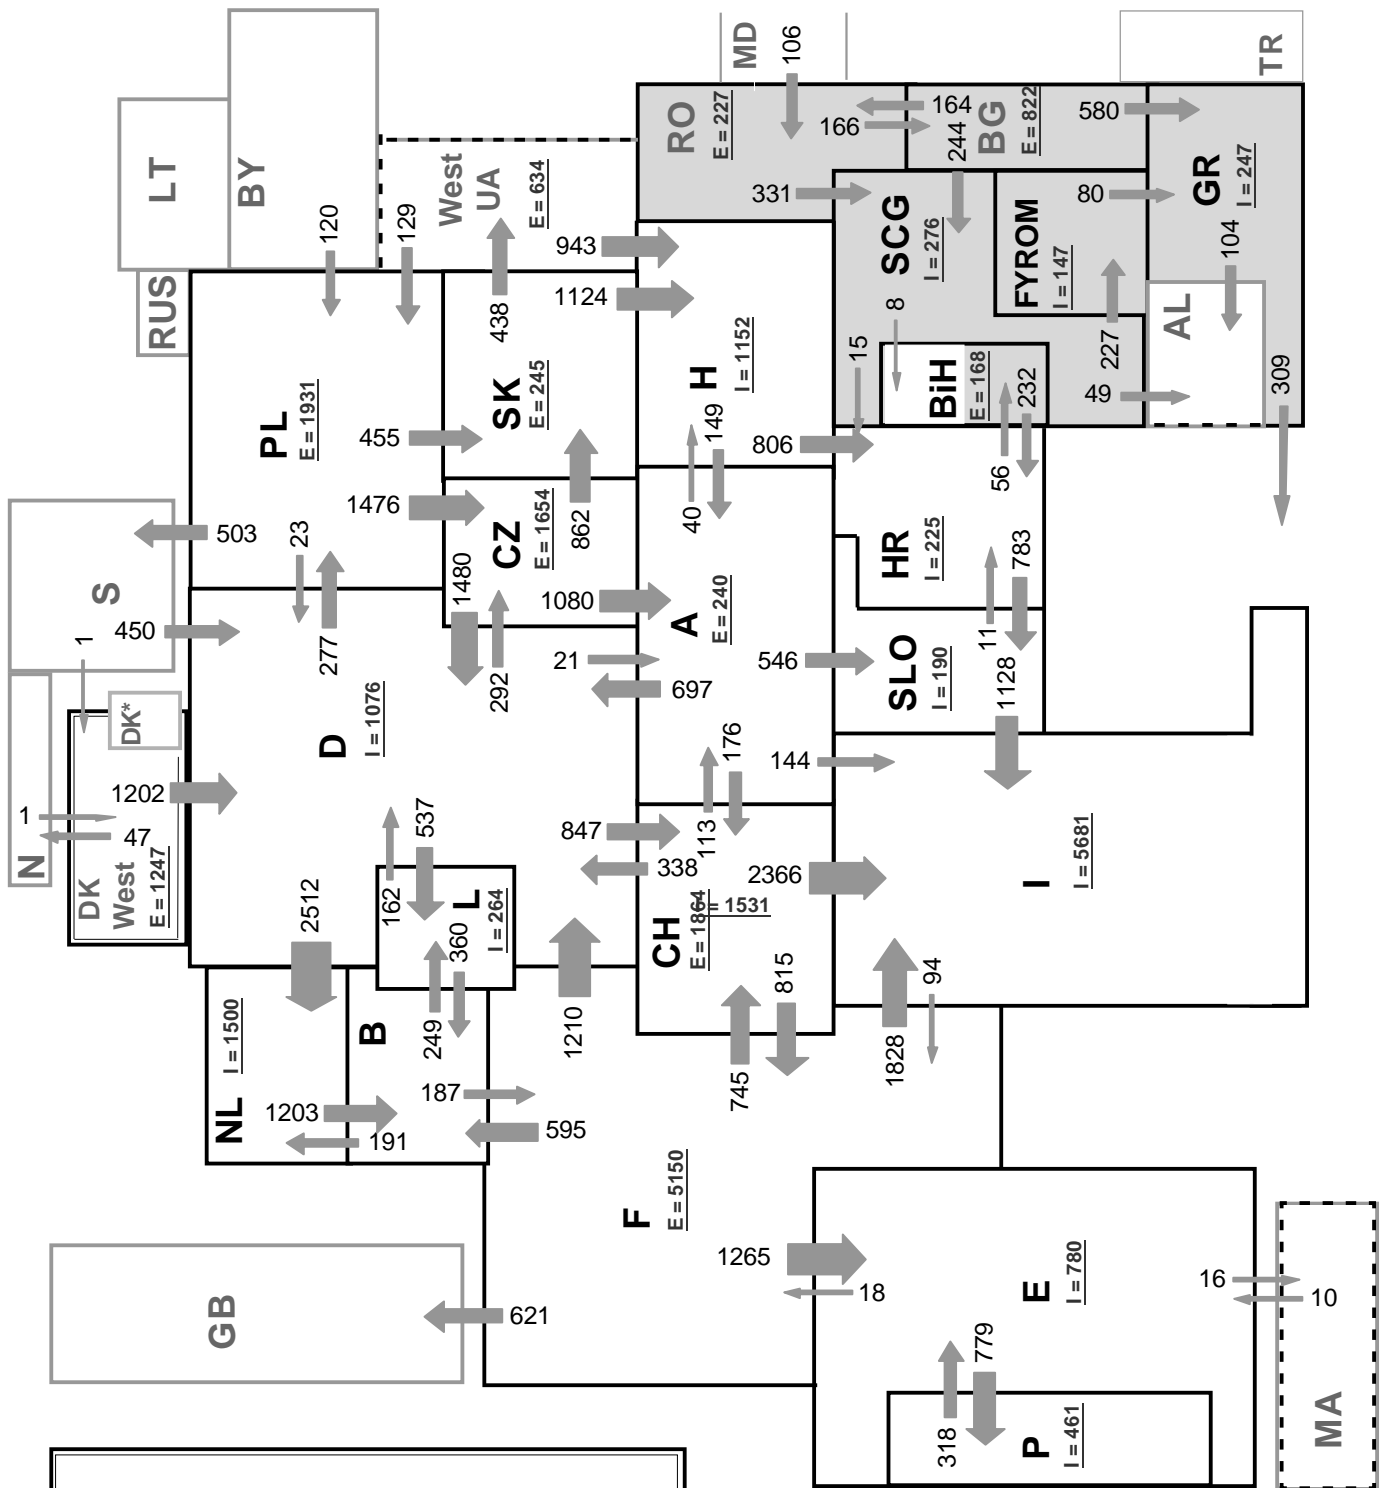 MD
106
TR
RO
E = 227
164
166
244
BG
E = 822
580
GR
I = 247
LT
BY
West
UA
E = 634
331
SCG
I = 276
80
FYROM
I = 147
104
120
129
943
RUS
438
1124
8
15
227
AL
309
PL
E = 1931
SK
E = 245
H
I = 1152
BiH
E = 168
232
49
455
149
806
56
1476
CZ
E = 1654
862
40
HR
I = 225
783
503
23
S
1480
1080
A
E = 240
1
450
277
292
21
697
546
SLO
I = 190
11
1128
DK*
D
I = 1076
176
144
1202
N
1
47
DK
West
E = 1247
537
847
113
338
2366
I
I = 5681
162
L
I = 264
CH
E = 1864
I = 1531
2512
360
815
94
NL
I = 1500
B
249
1210
745
1828
1203
191
187
595
F
E = 5150
1265
18
E
I = 780
16
10
GB
621
779
318
P
I = 461
MA